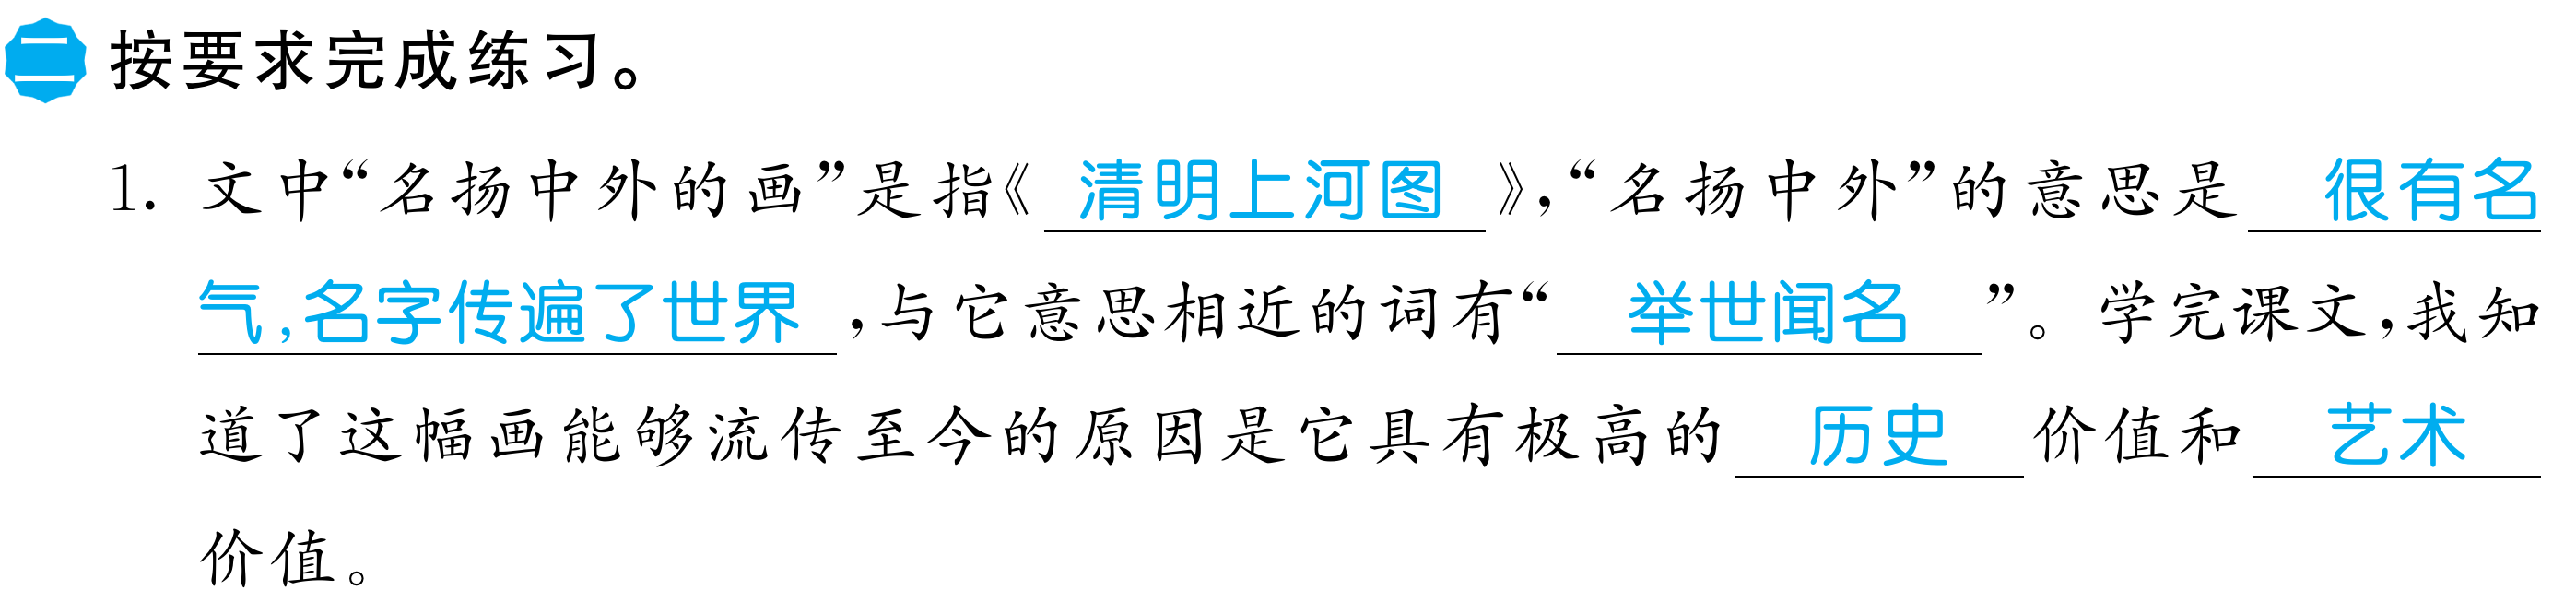 二 按要求完成练习。
1. 文中“名扬中外的画”是指《 清明上河图 》,“名扬中外”的意思是 很有名
气,名字传遍了世界 ,与它意思相近的词有“ 举世闻名 ”。学完课文,我知
道了这幅画能够流传至今的原因是它具有极高的 历史 价值和 艺术
价值。